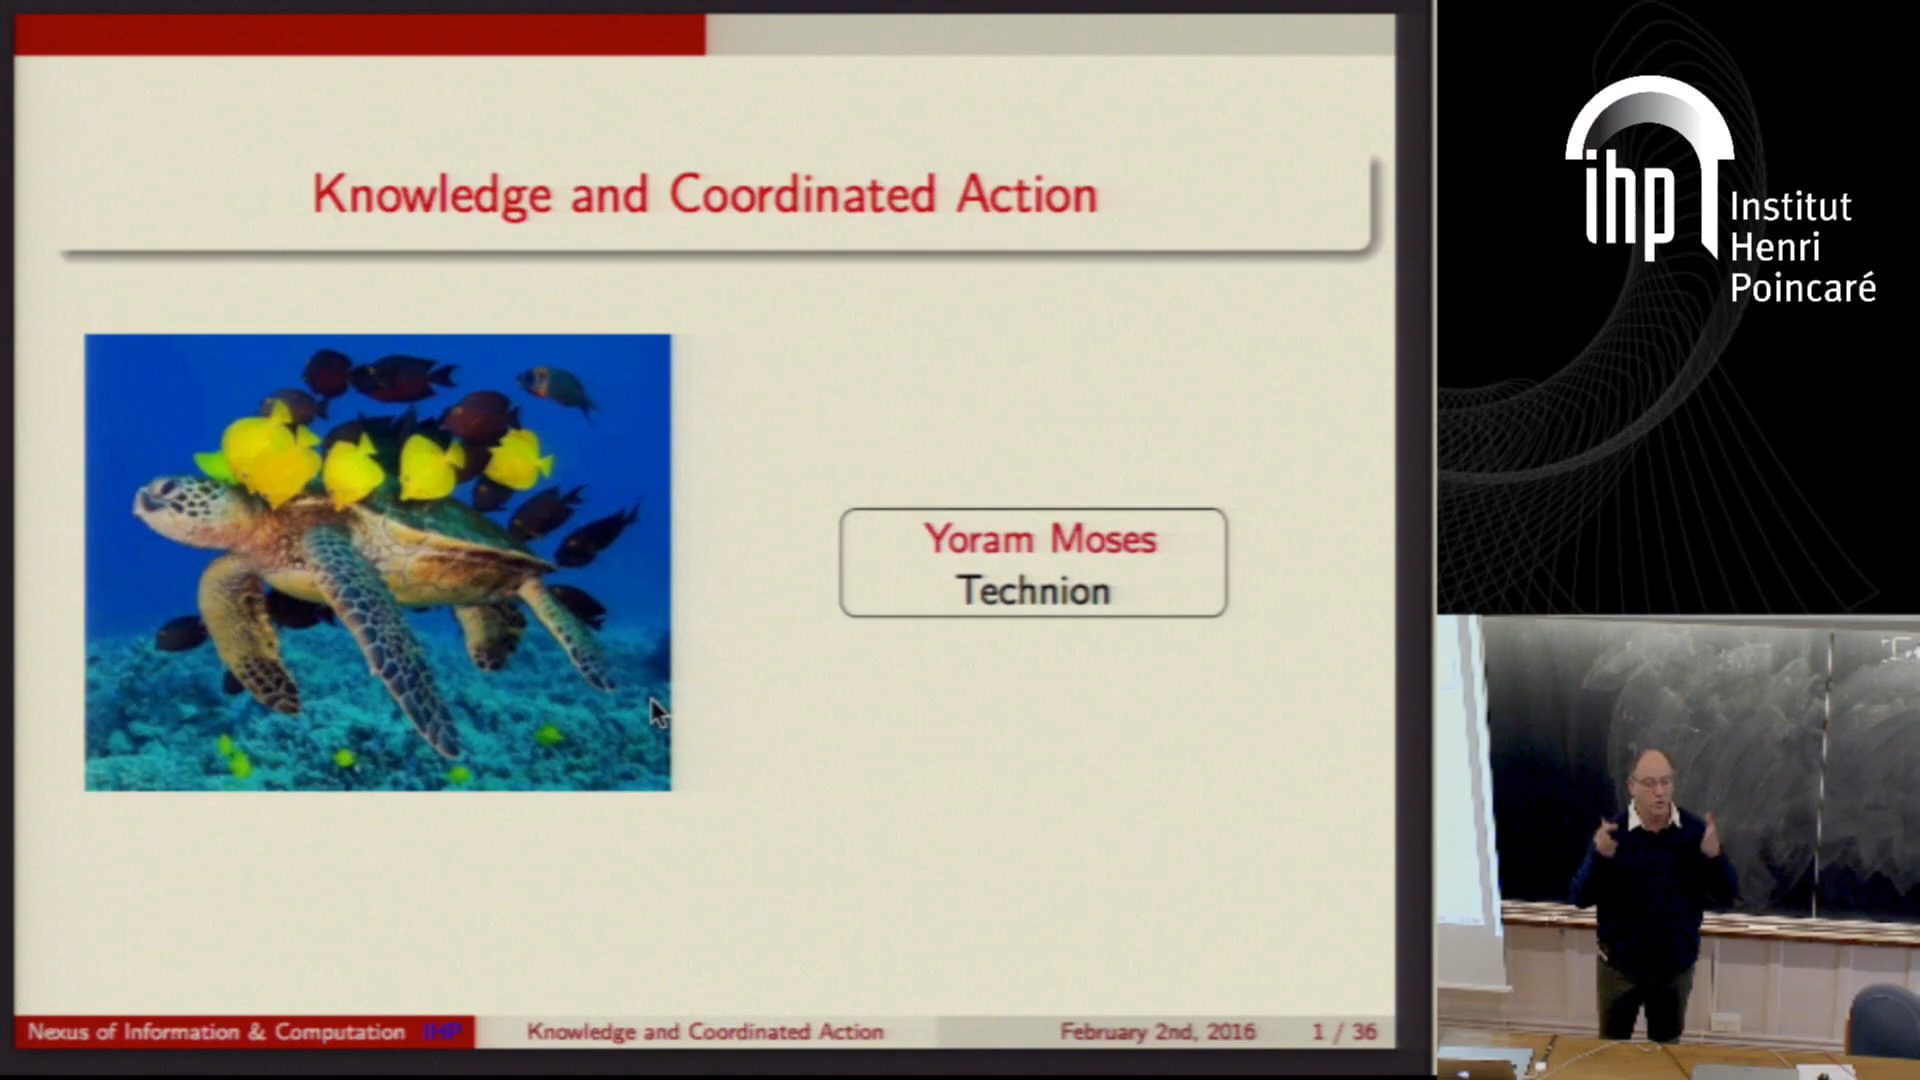 Knowledge and Coordinated Action
Yoram Moses
Technion
Nexus of Information & Computation IHP
Knowledge and Coordinated Action
February 2nd, 2016
1 / 36
ihp
Institut
Henri
Poincaré